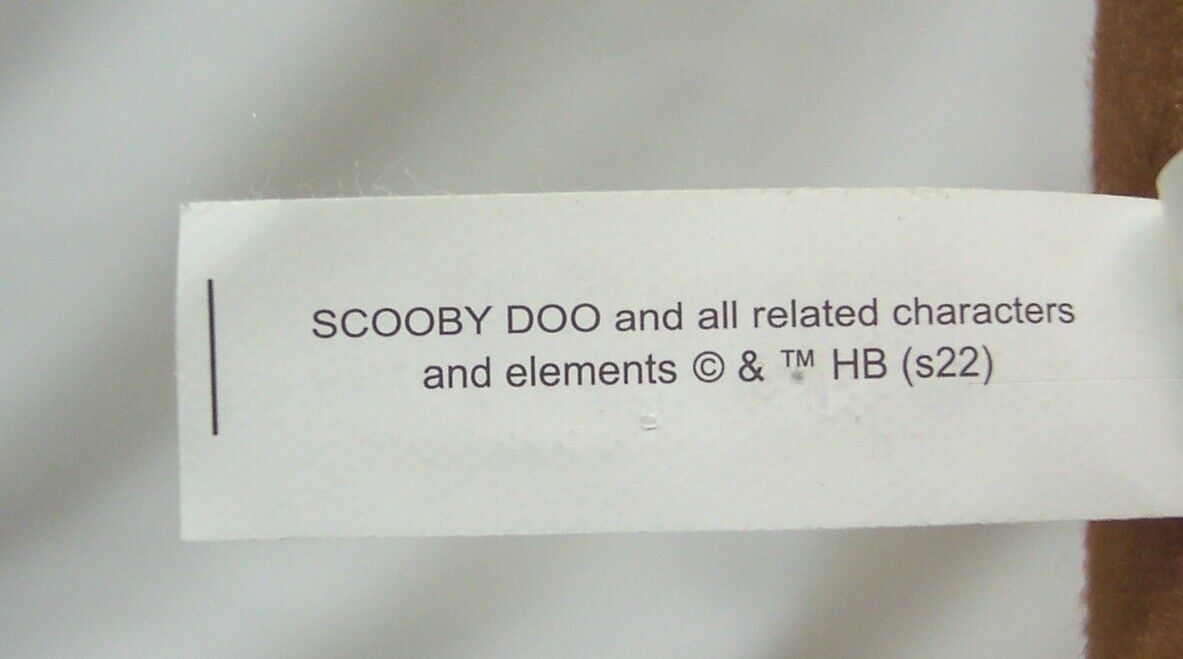 SCOOBY DOO and all related characters
and elements © & ™ HB (s22)